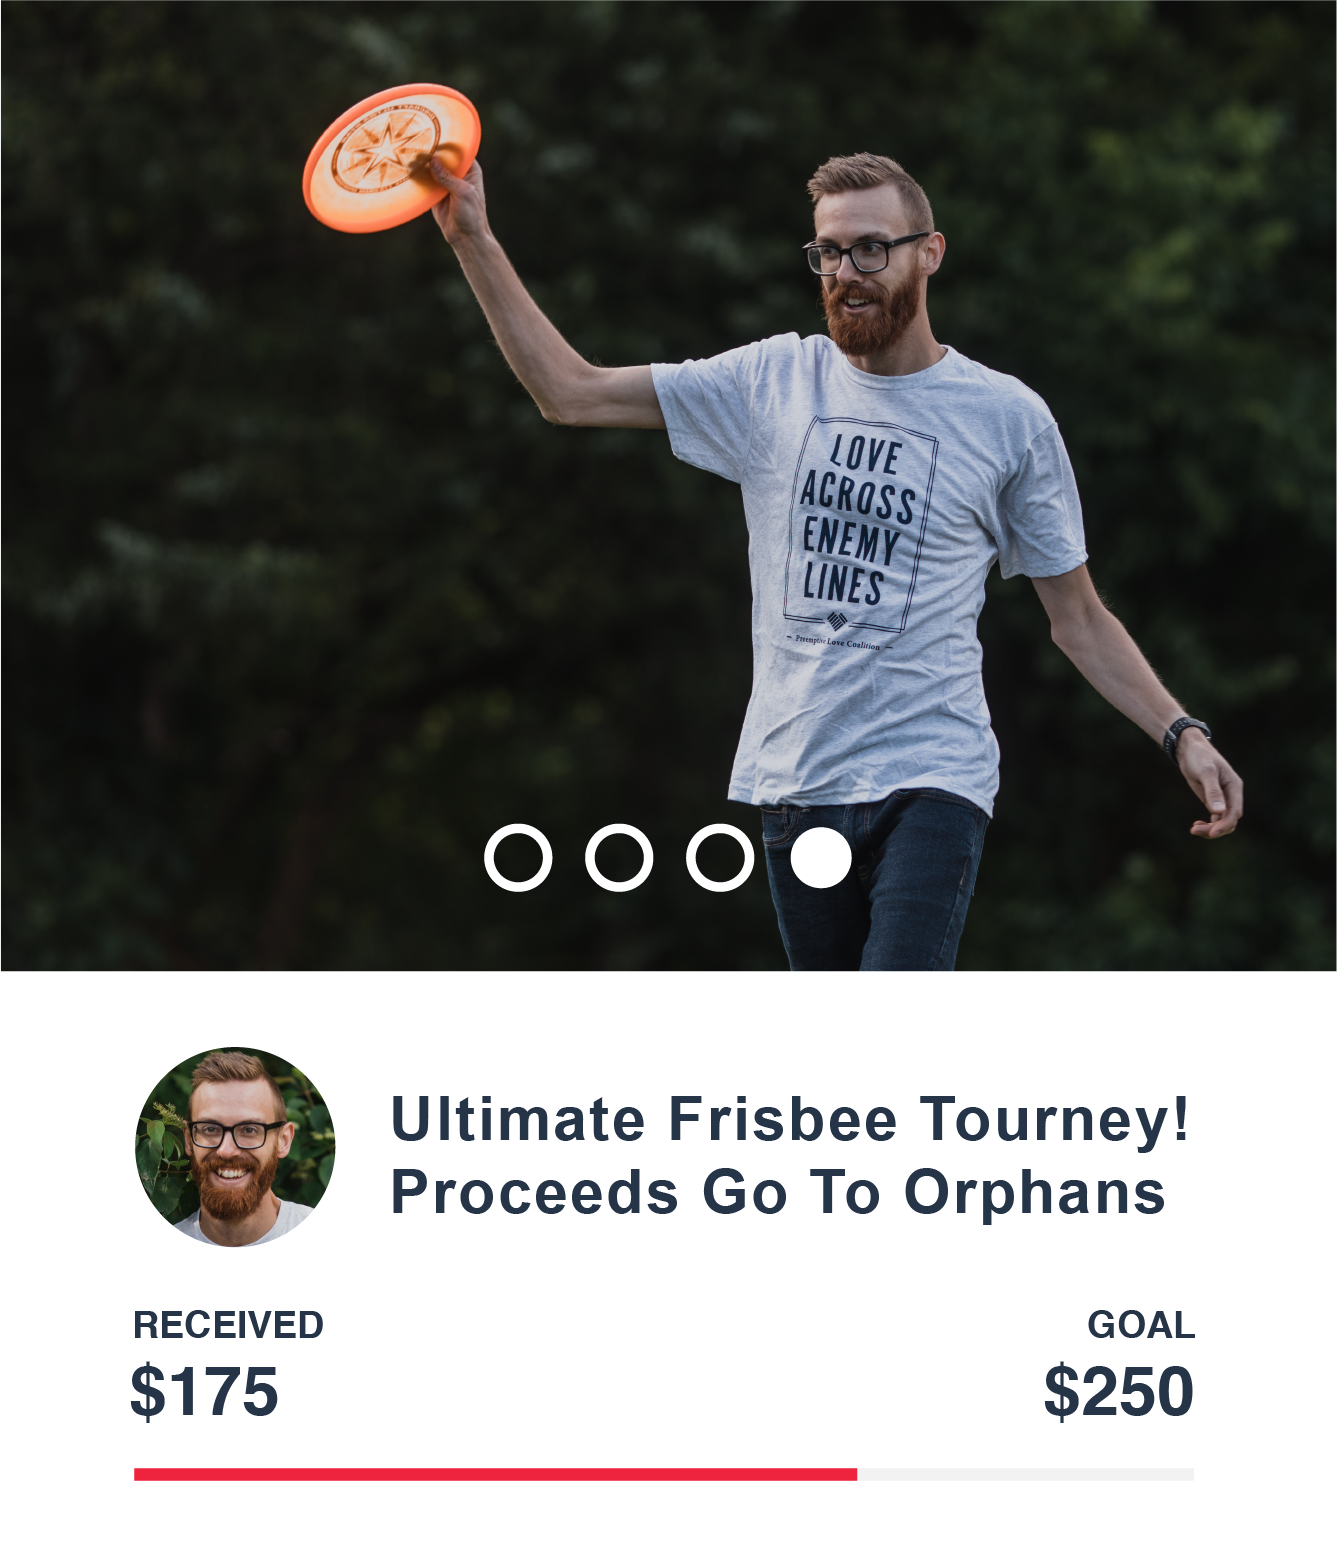 LOVE
ACROSS
ENEMY
LINES
Preemptive Love Coalition
Ultimate Frisbee Tourney!
Proceeds Go To Orphans
RECEIVED
GOAL
$175
$250